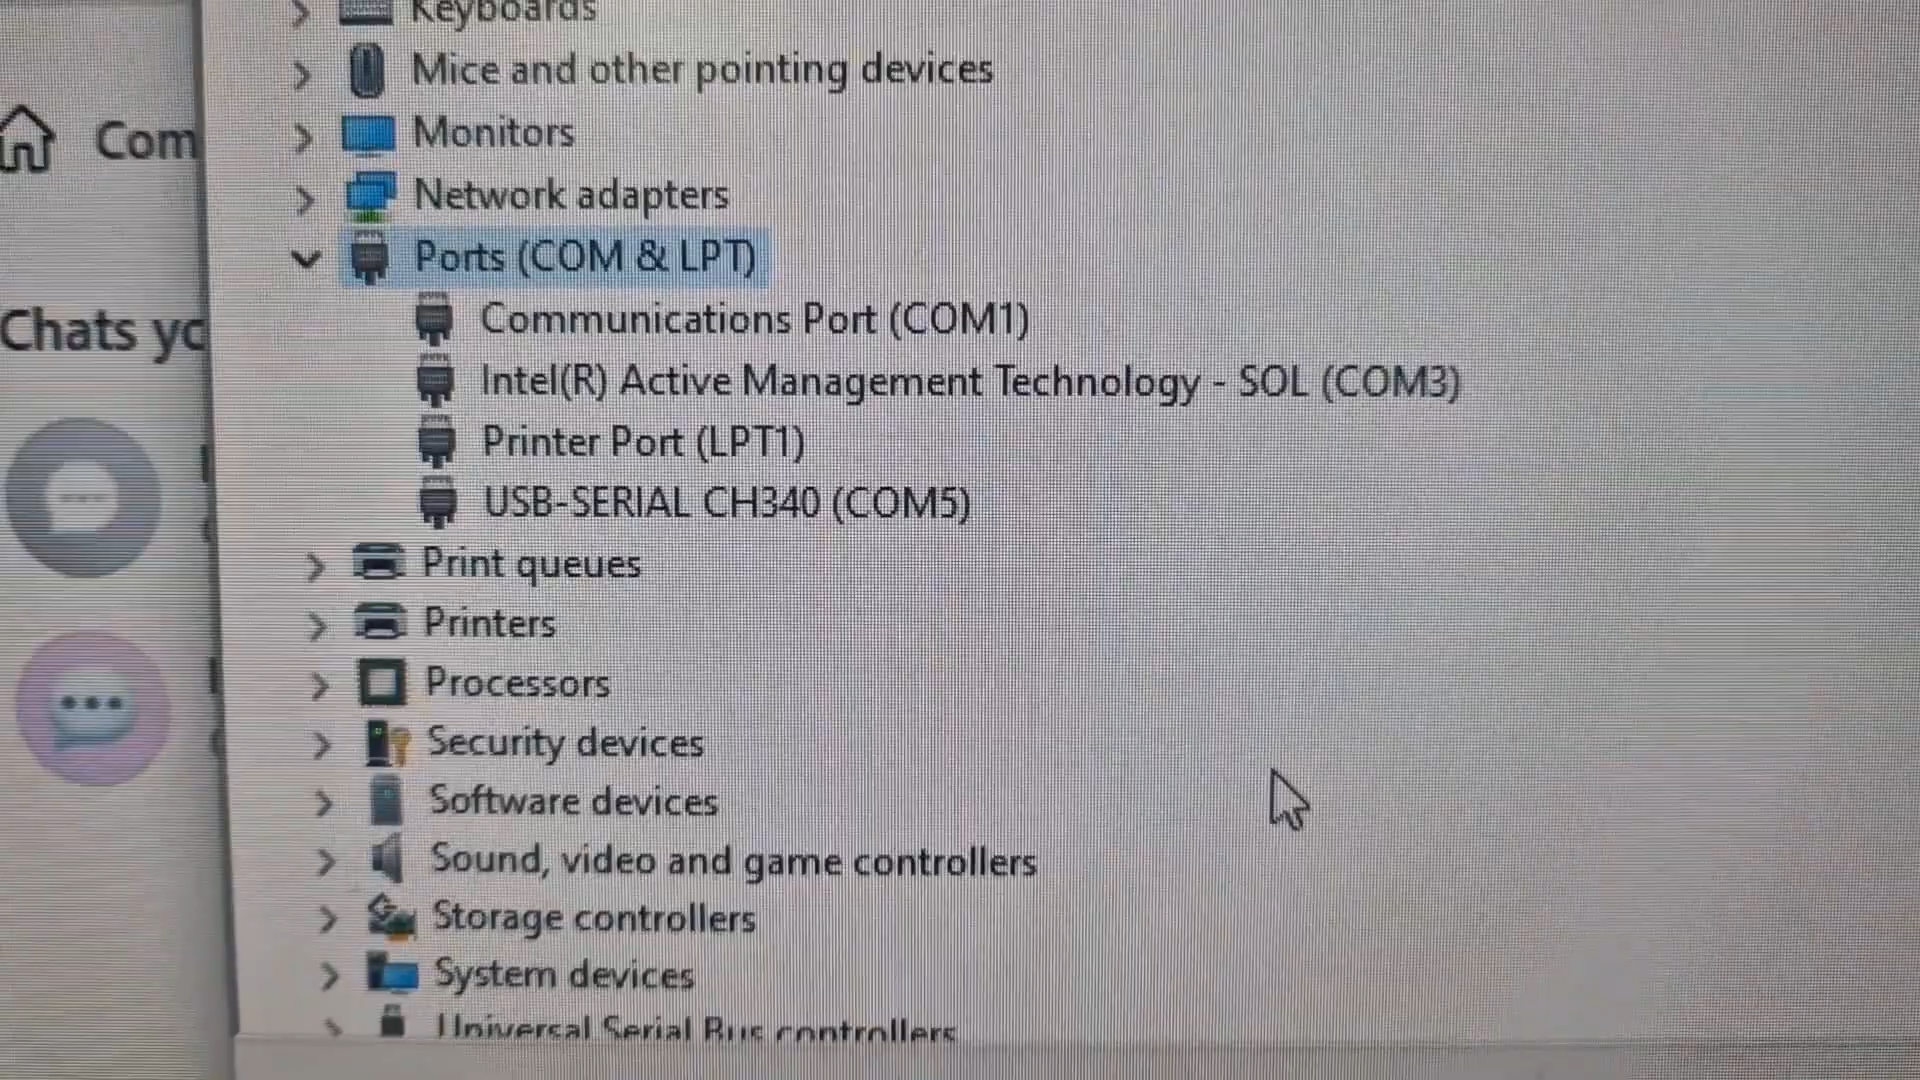 Keyboards
Mice and other pointing devices
Com
Monitors
Network adapters
Ports (COM & LPT)
Chats yo
Communications Port (COM1)
Intel(R) Active Management Technology - SOL (COM3)
Printer Port (LPT1)
USB-SERIAL CH340 (COM5)
Print queues
Printers
Processors
Security devices
Software devices
Sound, video and game controllers
Storage controllers
System devices
Universal Serial Bus controllers